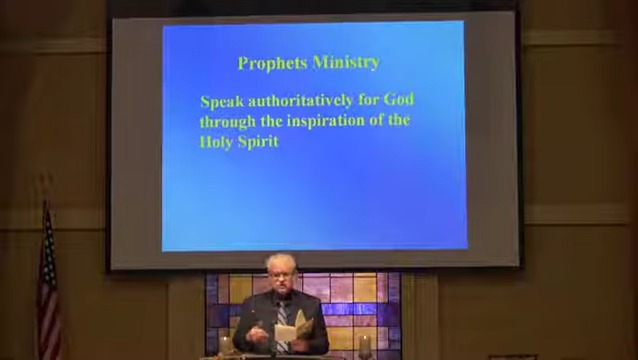 Prophets Ministry
Speak authoritatively for God
through the inspiration of the
Holy Spirit